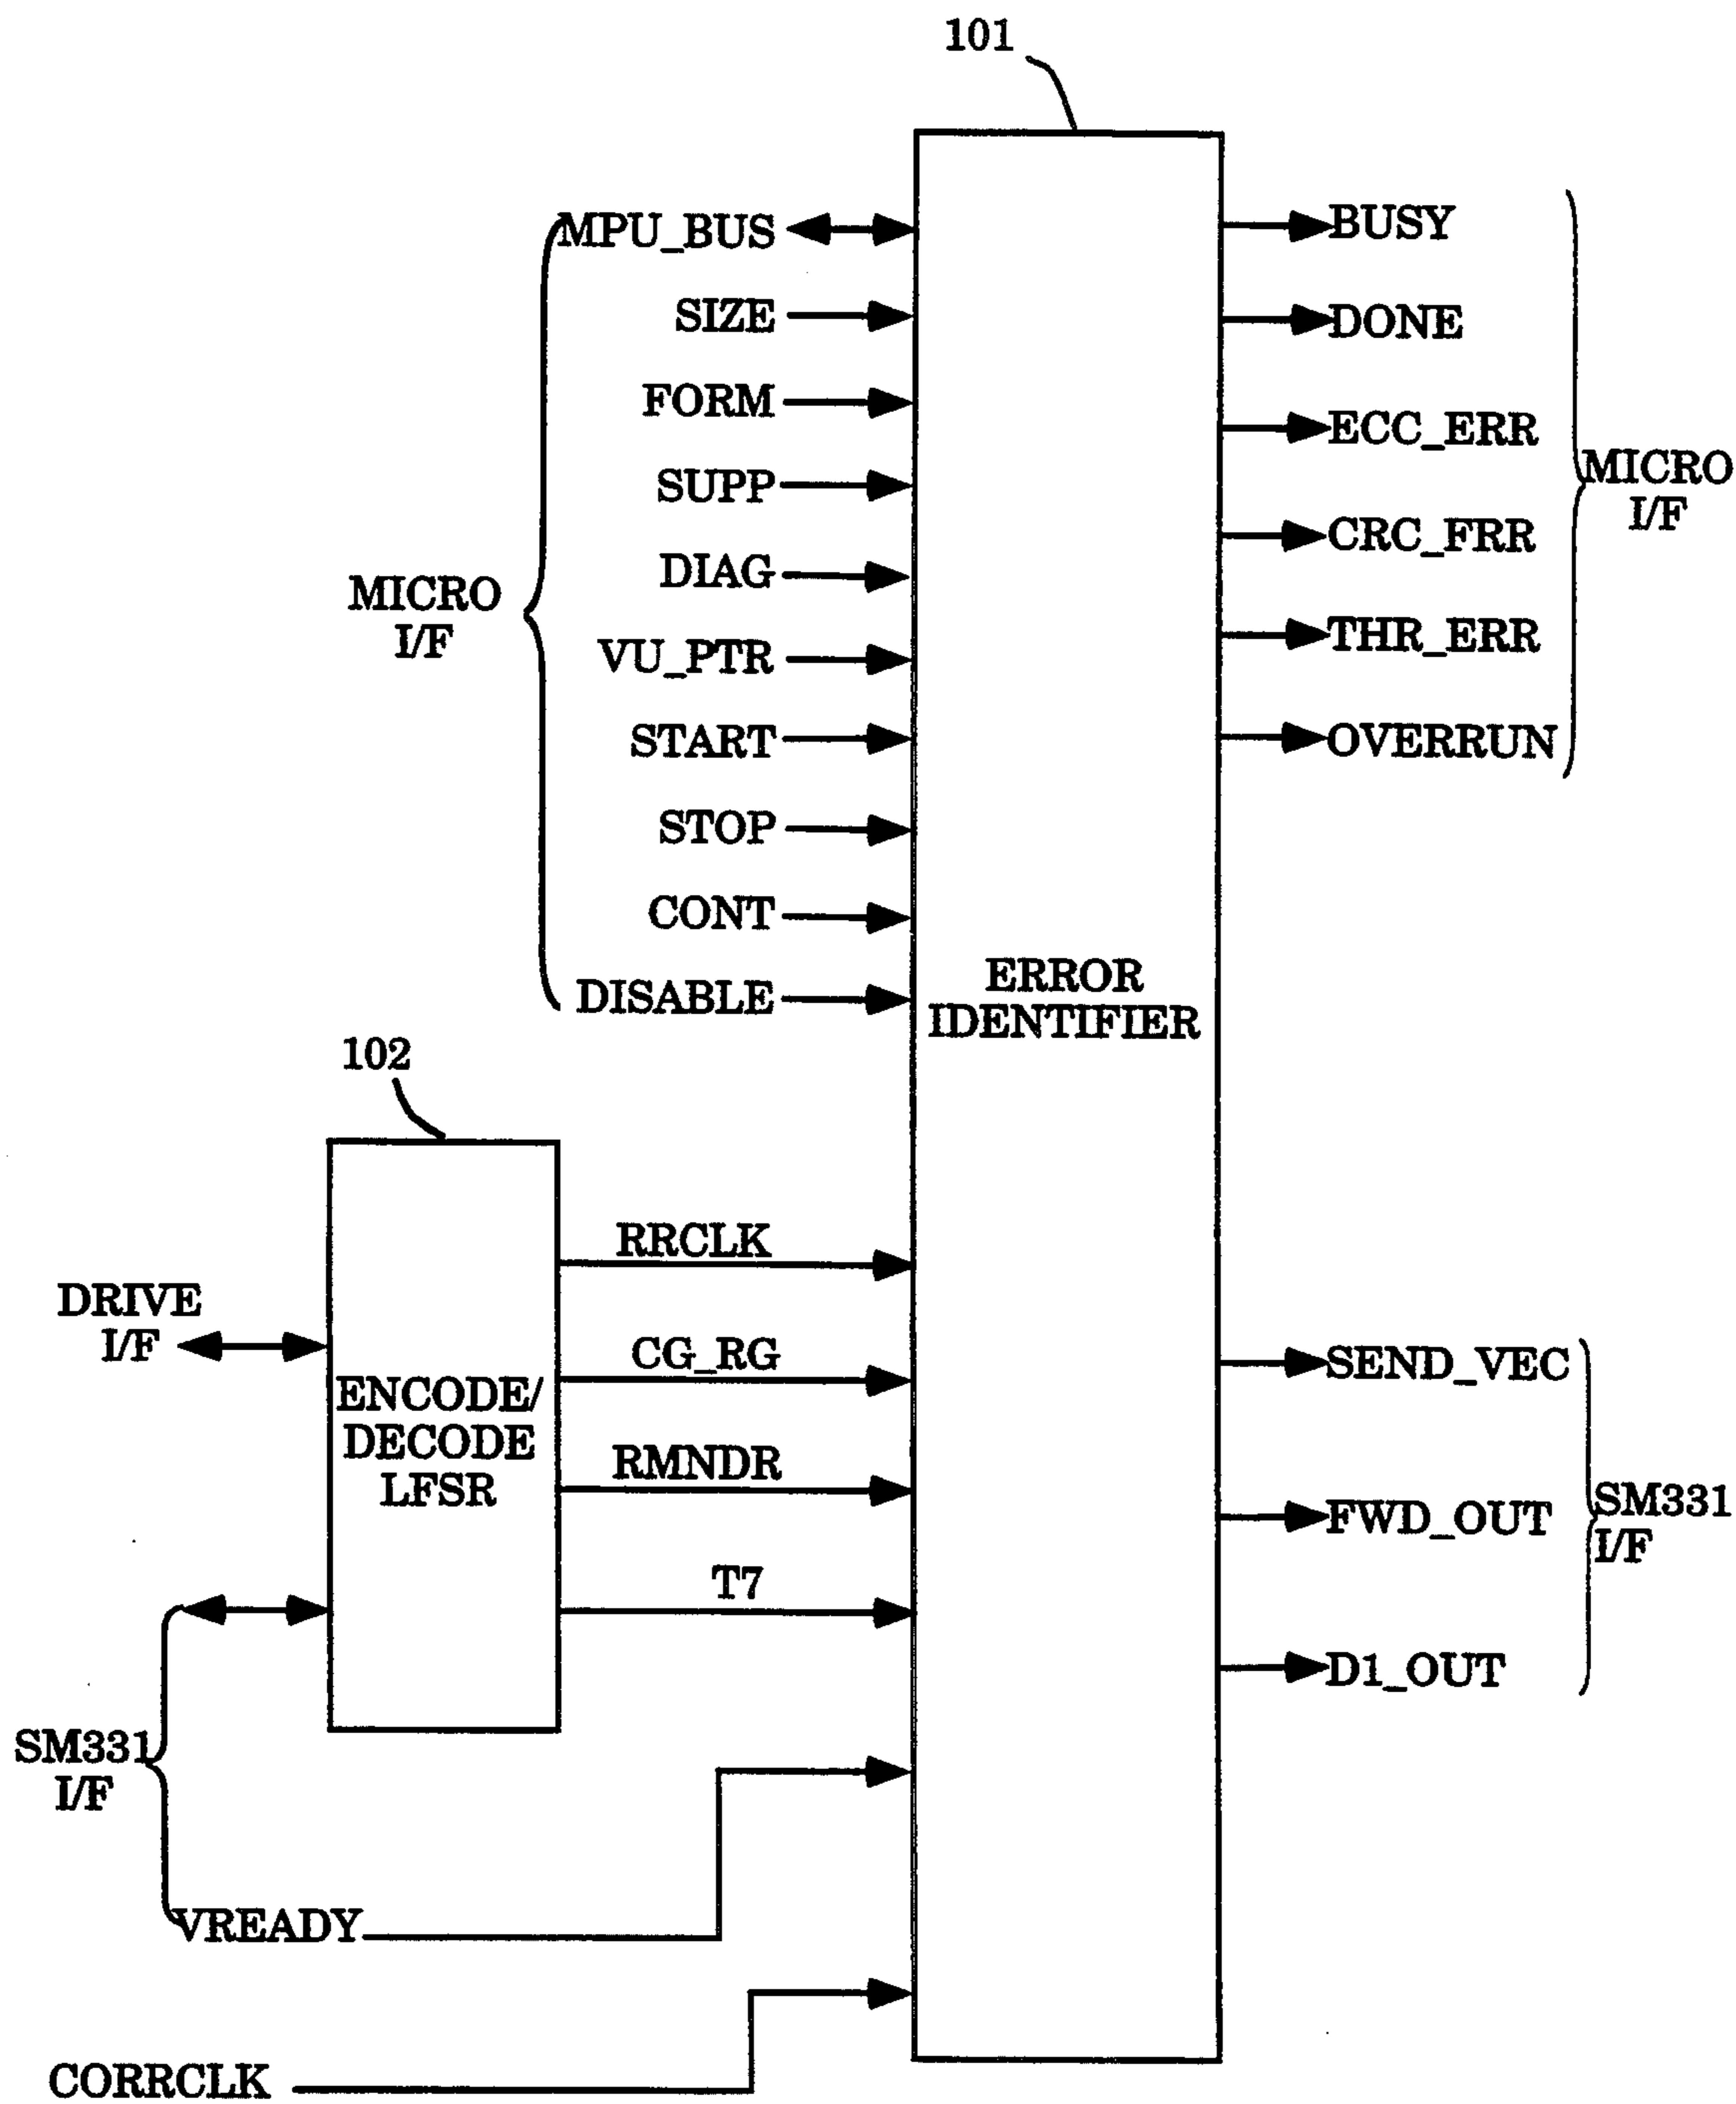 101
MPU_BUS
SIZE
FORM
SUPP
DIAG
VU_PTR
START
STOP
CONT
DISABLE
MICRO
I/F
BUSY
DONE
ECC_ERR
CRC_FRR
THR_ERR
OVERRUN
MICRO
I/F
ERROR
IDENTIFIER
102
DRIVE
I/F
ENCODE/
DECODE
LFSR
RRCLK
CG_RG
RMNDR
T7
SEND_VEC
FWD_OUT
D1_OUT
SM331
I/F
SM331
I/F
VREADY
CORRCLK